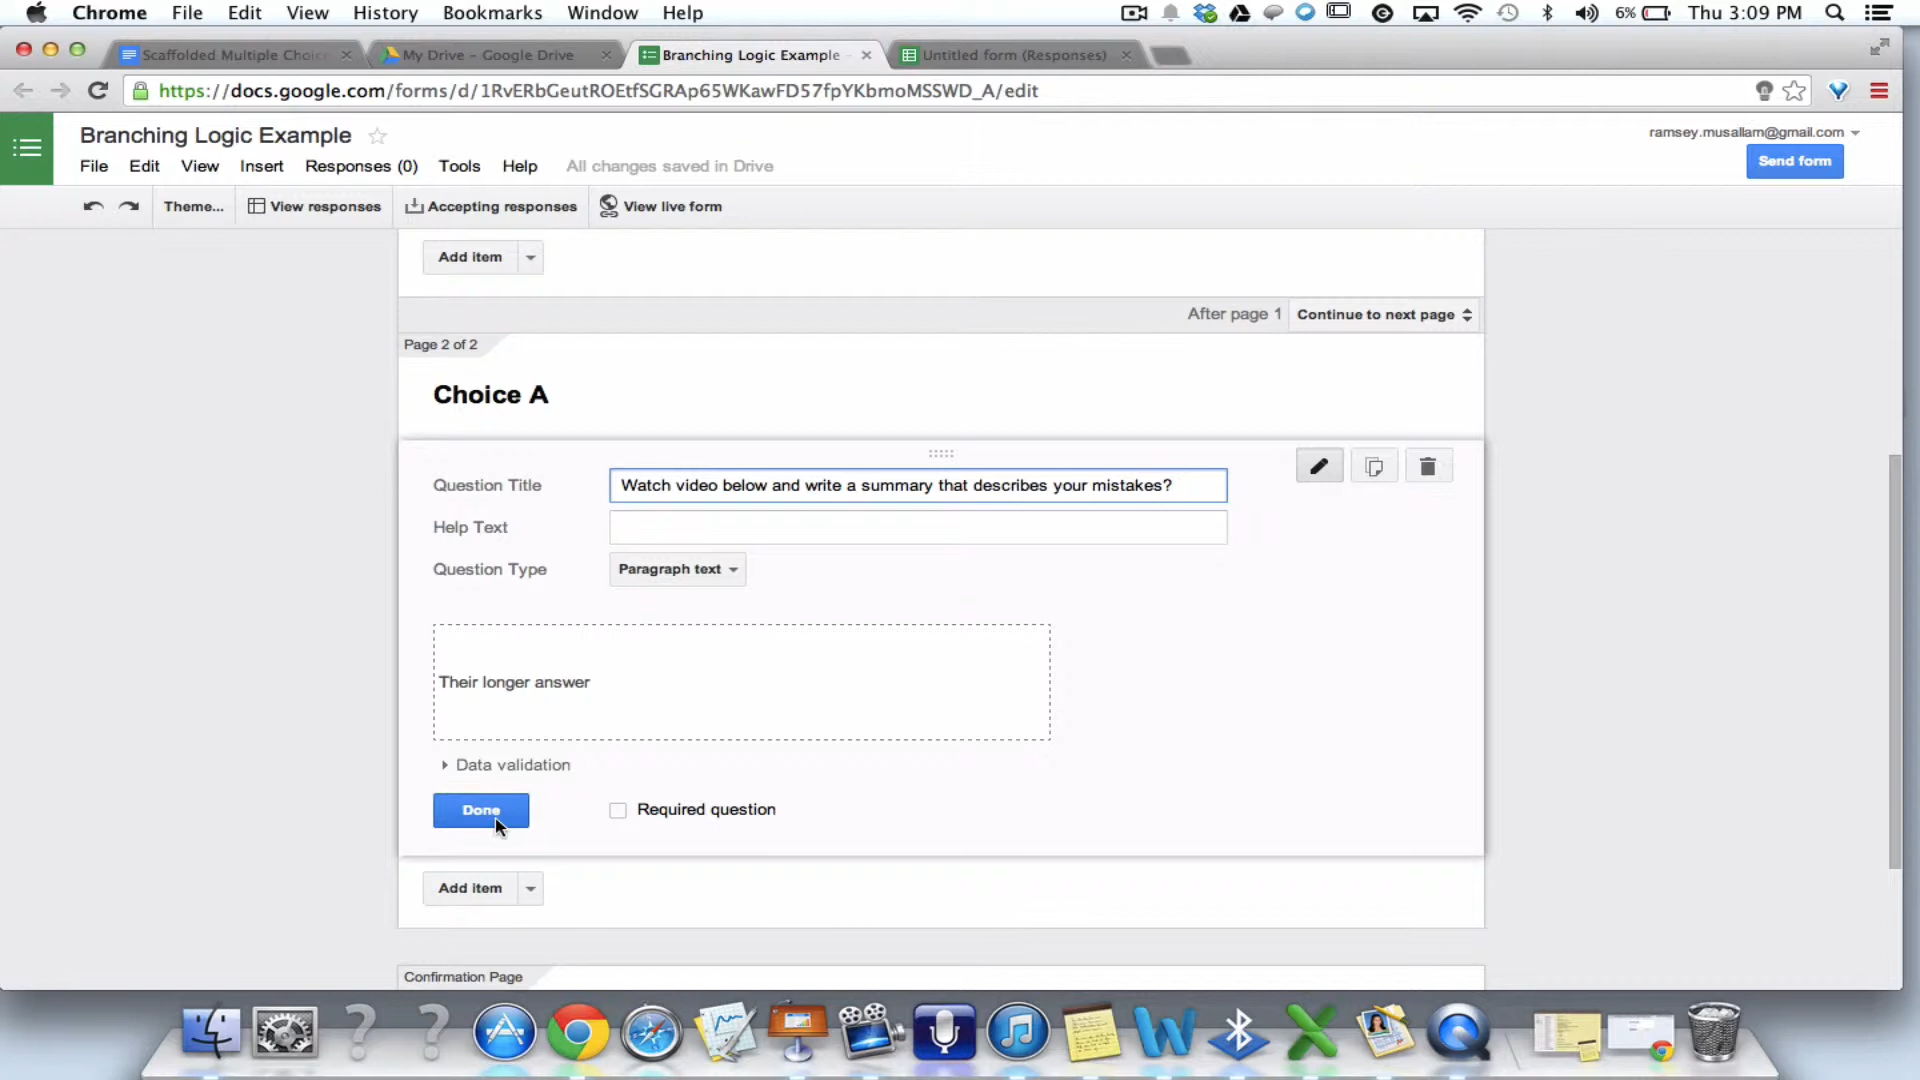 Chrome File Edit View History Bookmarks Window Help 6% Thu 3:09 PM
Scaffolded Multiple Choic My Drive – Google Drive Branching Logic Example - Untitled form (Responses)
https://docs.google.com/forms/d/1RvERbGeutROEtfSGRAp65WKawFD57fpYKbmoMSSWD_A/edit
Branching Logic Example
ramsey.musallam@gmail.com
File Edit View Insert Responses (0) Tools Help All changes saved in Drive
Send form
Theme... View responses Accepting responses View live form
Add item
After page 1 Continue to next page
Page 2 of 2
Choice A
Question Title Watch video below and write a summary that describes your mistakes?
Help Text
Question Type Paragraph text
Their longer answer
Data validation
Done Required question
Add item
Confirmation Page